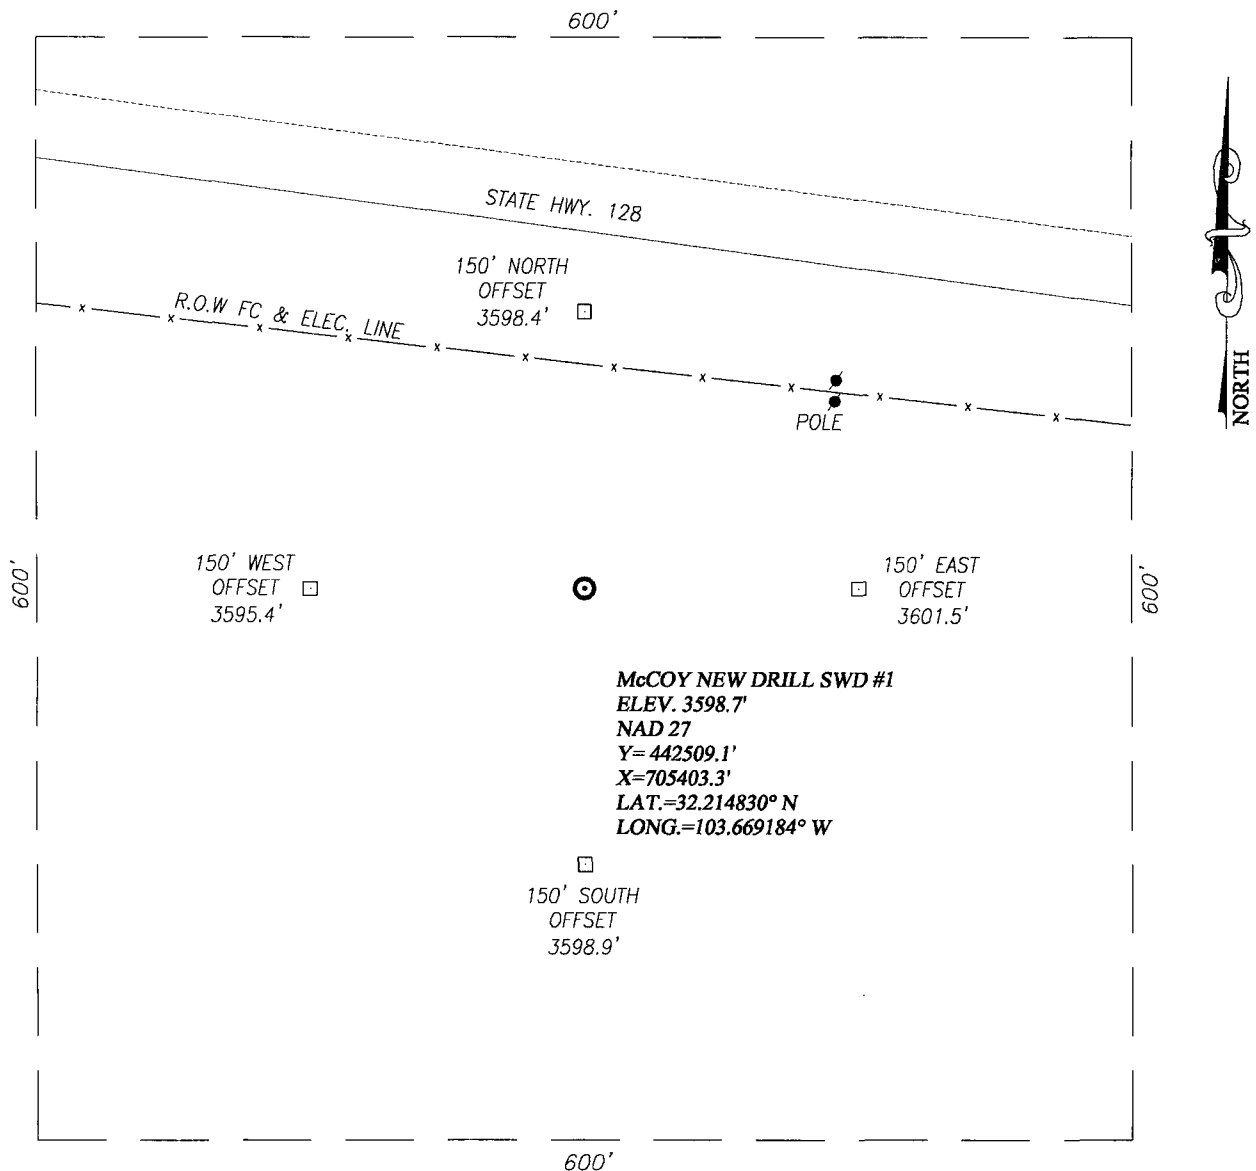 600'
STATE HWY. 128
150' NORTH
OFFSET
3598.4'
R.O.W FC & ELEC. LINE
x x x x x x x x x x x x
POLE
NORTH
600'
150' WEST
OFFSET
3595.4'
150' EAST
OFFSET
3601.5'
600'
McCOY NEW DRILL SWD #1
ELEV. 3598.7'
NAD 27
Y= 442509.1'
X=705403.3'
LAT.=32.214830° N
LONG.=103.669184° W
150' SOUTH
OFFSET
3598.9'
600'